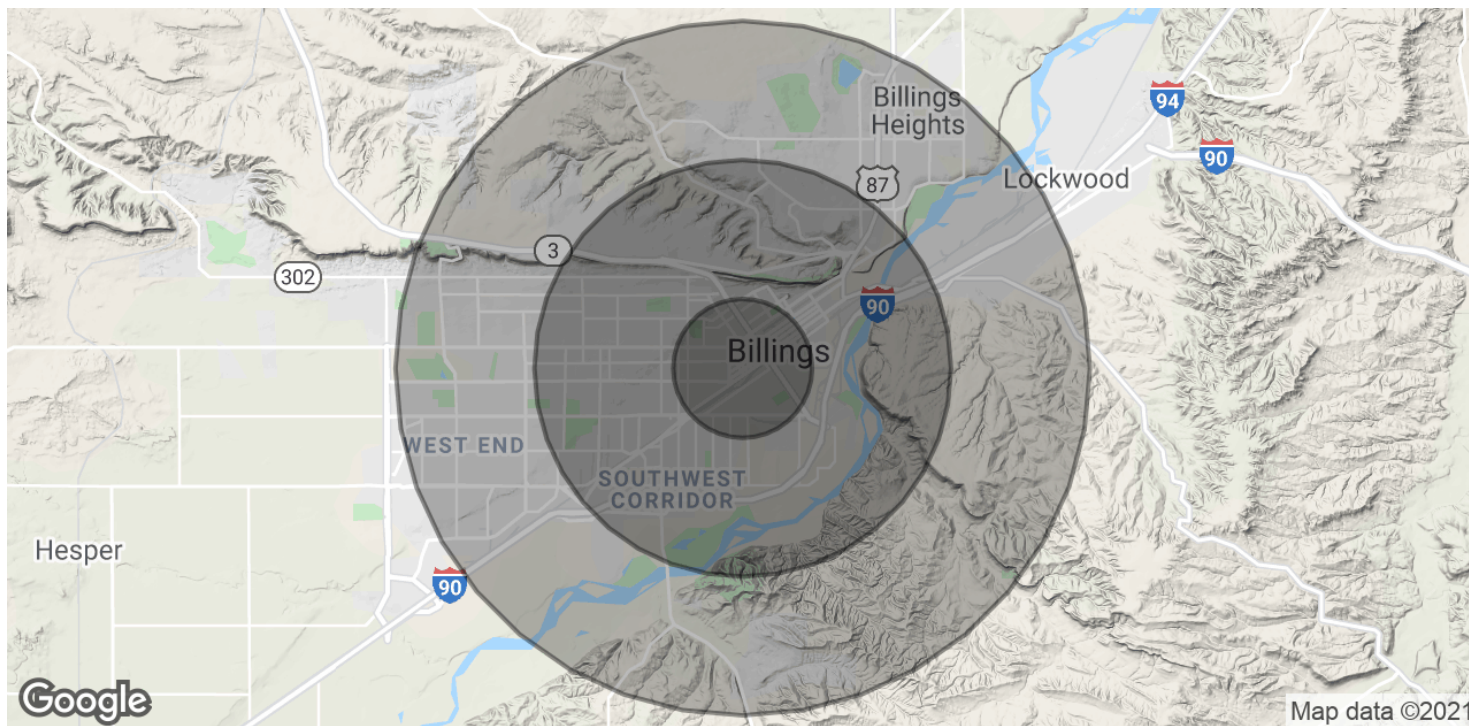 94
Billings
Heights
90
87
Lockwood
3
302
90
Billings
WEST END
SOUTHWEST
CORRIDOR
Hesper
90
Google
Map data ©2021